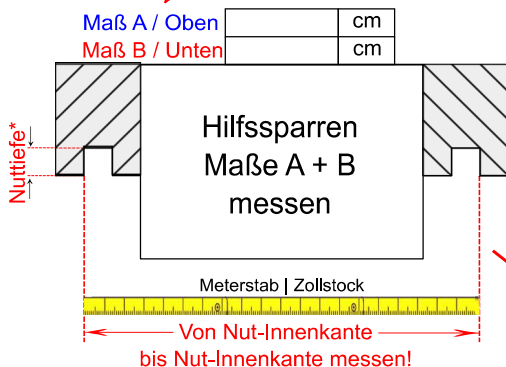 Maß A / Oben
cm
Maß B / Unten
cm
Hilfssparren
Maße A + B
messen
Nuttiefe*
Meterstab | Zollstock
Von Nut-Innenkante
bis Nut-Innenkante messen!